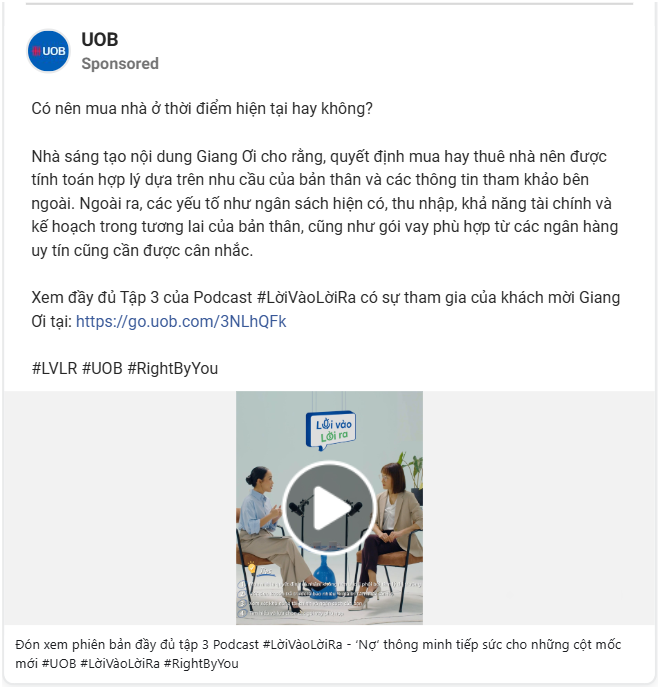 UOB
UOB
Sponsored
Có nên mua nhà ở thời điểm hiện tại hay không?
Nhà sáng tạo nội dung Giang Ơi cho rằng, quyết định mua hay thuê nhà nên được
tính toán hợp lý dựa trên nhu cầu của bản thân và các thông tin tham khảo bên
ngoài. Ngoài ra, các yếu tố như ngân sách hiện có, thu nhập, khả năng tài chính và
kế hoạch trong tương lai của bản thân, cũng như gói vay phù hợp từ các ngân hàng
uy tín cũng cần được cân nhắc.
Xem đầy đủ Tập 3 của Podcast #LờiVàoLờiRa có sự tham gia của khách mời Giang
Ơi tại: https://go.uob.com/3NLhQFk
#LVLR #UOB #RightByYou
Lời vào
Lời ra
Đón xem phiên bản đầy đủ tập 3 Podcast #LờiVàoLờiRa - ‘Nợ’ thông minh tiếp sức cho những cột mốc
mới #UOB #LờiVàoLờiRa #RightByYou